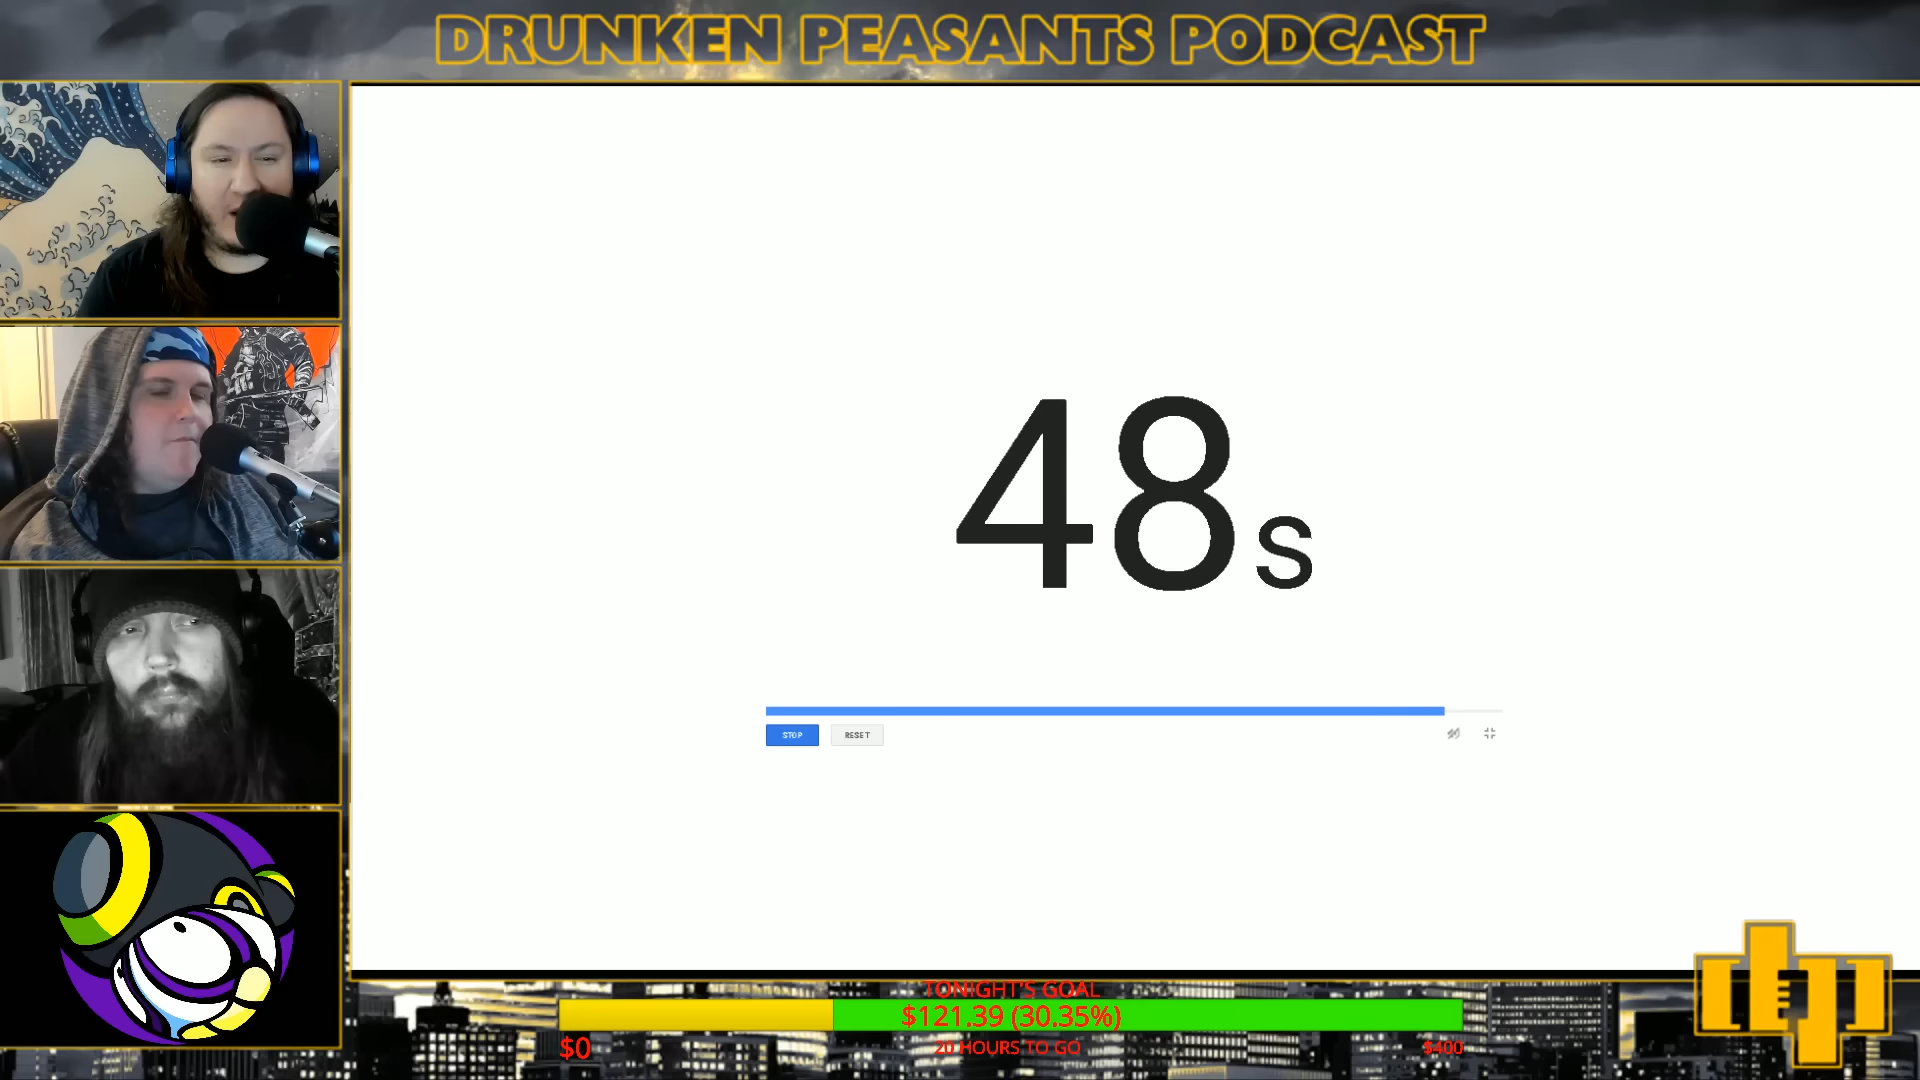 DRUNKEN PEASANTS PODCAST
48s
STOP
RESET
TONIGHT'S GOAL
$121.39 (30.35%)
$0
20 HOURS TO GO
$400